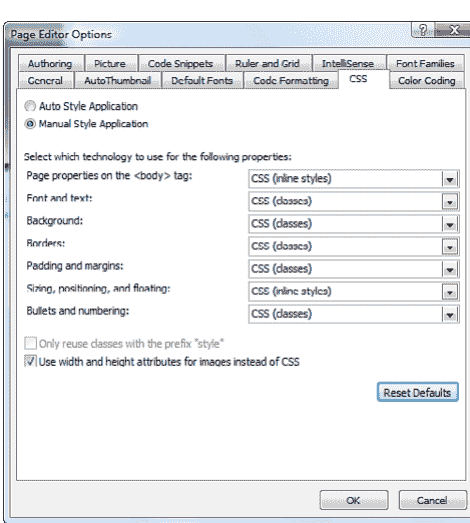 Page Editor Options
Authoring Picture Code Snippets Ruler and Grid IntelliSense Font Families
General AutoThumbnail Default Fonts Code Formatting CSS Color Coding
Auto Style Application
Manual Style Application
Select which technology to use for the following properties:
Page properties on the <body> tag: CSS (inline styles)
Font and text: CSS (classes)
Background: CSS (classes)
Borders: CSS (classes)
Padding and margins: CSS (classes)
Sizing, positioning, and floating: CSS (inline styles)
Bullets and numbering: CSS (classes)
Only reuse classes with the prefix "style"
Use width and height attributes for images instead of CSS
Reset Defaults
OK Cancel